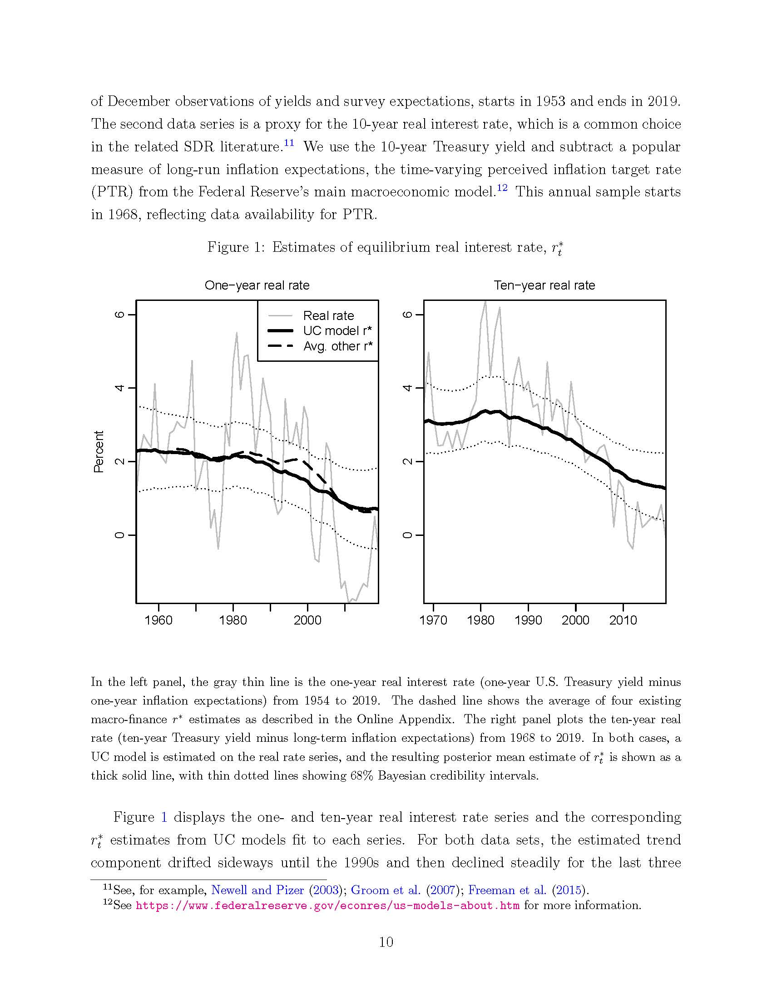 of December observations of yields and survey expectations, starts in 1953 and ends in 2019.
The second data series is a proxy for the 10-year real interest rate, which is a common choice
in the related SDR literature.11 We use the 10-year Treasury yield and subtract a popular
measure of long-run inflation expectations, the time-varying perceived inflation target rate
(PTR) from the Federal Reserve's main macroeconomic model.12 This annual sample starts
in 1968, reflecting data availability for PTR.
Figure 1: Estimates of equilibrium real interest rate, r*t
One−year real rate
Percent
6
4
2
0
Real rate
UC model r*
Avg. other r*
1960 1980 2000
Ten−year real rate
6
4
2
0
1970 1980 1990 2000 2010
In the left panel, the gray thin line is the one-year real interest rate (one-year U.S. Treasury yield minus
one-year inflation expectations) from 1954 to 2019. The dashed line shows the average of four existing
macro-finance r* estimates as described in the Online Appendix. The right panel plots the ten-year real
rate (ten-year Treasury yield minus long-term inflation expectations) from 1968 to 2019. In both cases, a
UC model is estimated on the real rate series, and the resulting posterior mean estimate of r*t is shown as a
thick solid line, with thin dotted lines showing 68% Bayesian credibility intervals.
Figure 1 displays the one- and ten-year real interest rate series and the corresponding
r*t estimates from UC models fit to each series. For both data sets, the estimated trend
component drifted sideways until the 1990s and then declined steadily for the last three
11See, for example, Newell and Pizer (2003); Groom et al. (2007); Freeman et al. (2015).
12See https://www.federalreserve.gov/econres/us-models-about.htm for more information.
10